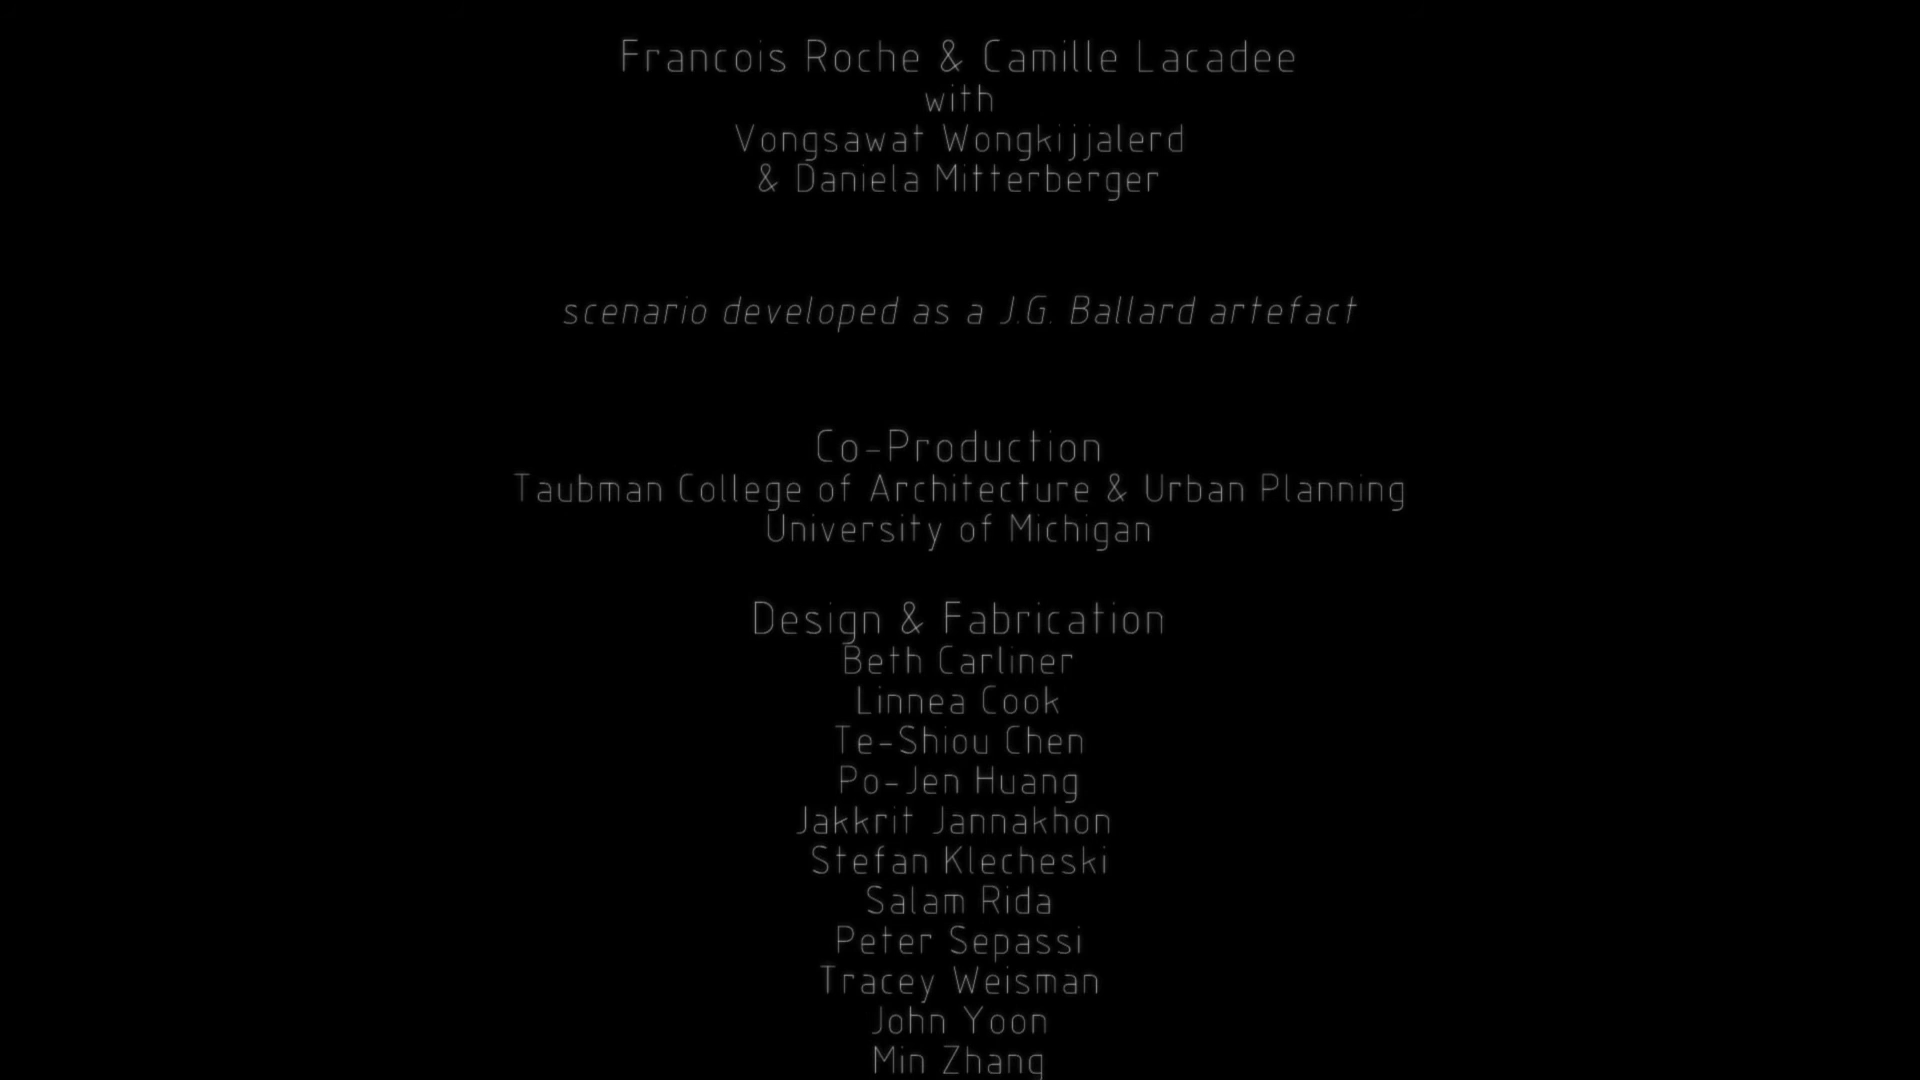 Francois Roche & Camille Lacadee
with
Vongsawat Wongkijjalerd
& Daniela Mitterberger
scenario developed as a J.G. Ballard artefact
Co-Production
Taubman College of Architecture & Urban Planning
University of Michigan
Design & Fabrication
Beth Carliner
Linnea Cook
Te-Shiou Chen
Po-Jen Huang
Jakkrit Jannakhon
Stefan Klecheski
Salam Rida
Peter Sepassi
Tracey Weisman
John Yoon
Min Zhang